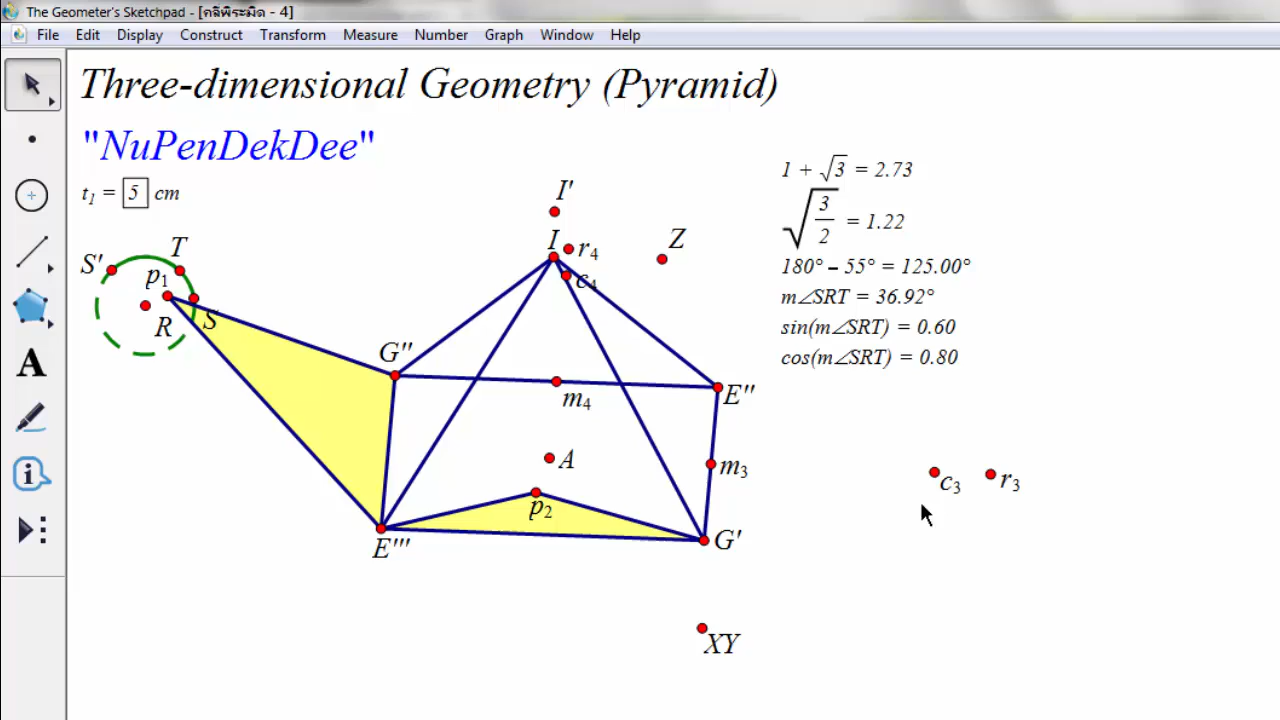 The Geometer's Sketchpad - [คลี่พีระมิด - 4]
File Edit Display Construct Transform Measure Number Graph Window Help
Three-dimensional Geometry (Pyramid)
"NuPenDekDee"
t₁ = 5 cm
1 + √3 = 2.73
√(3/2) = 1.22
180° – 55° = 125.00°
m∠SRT = 36.92°
sin(m∠SRT) = 0.60
cos(m∠SRT) = 0.80
I'
I
r₄
Z
c₄
S'
T
p₁
R
S
G''
m₄
E''
A
m₃
p₂
E'''
G'
c₃
r₃
XY
A